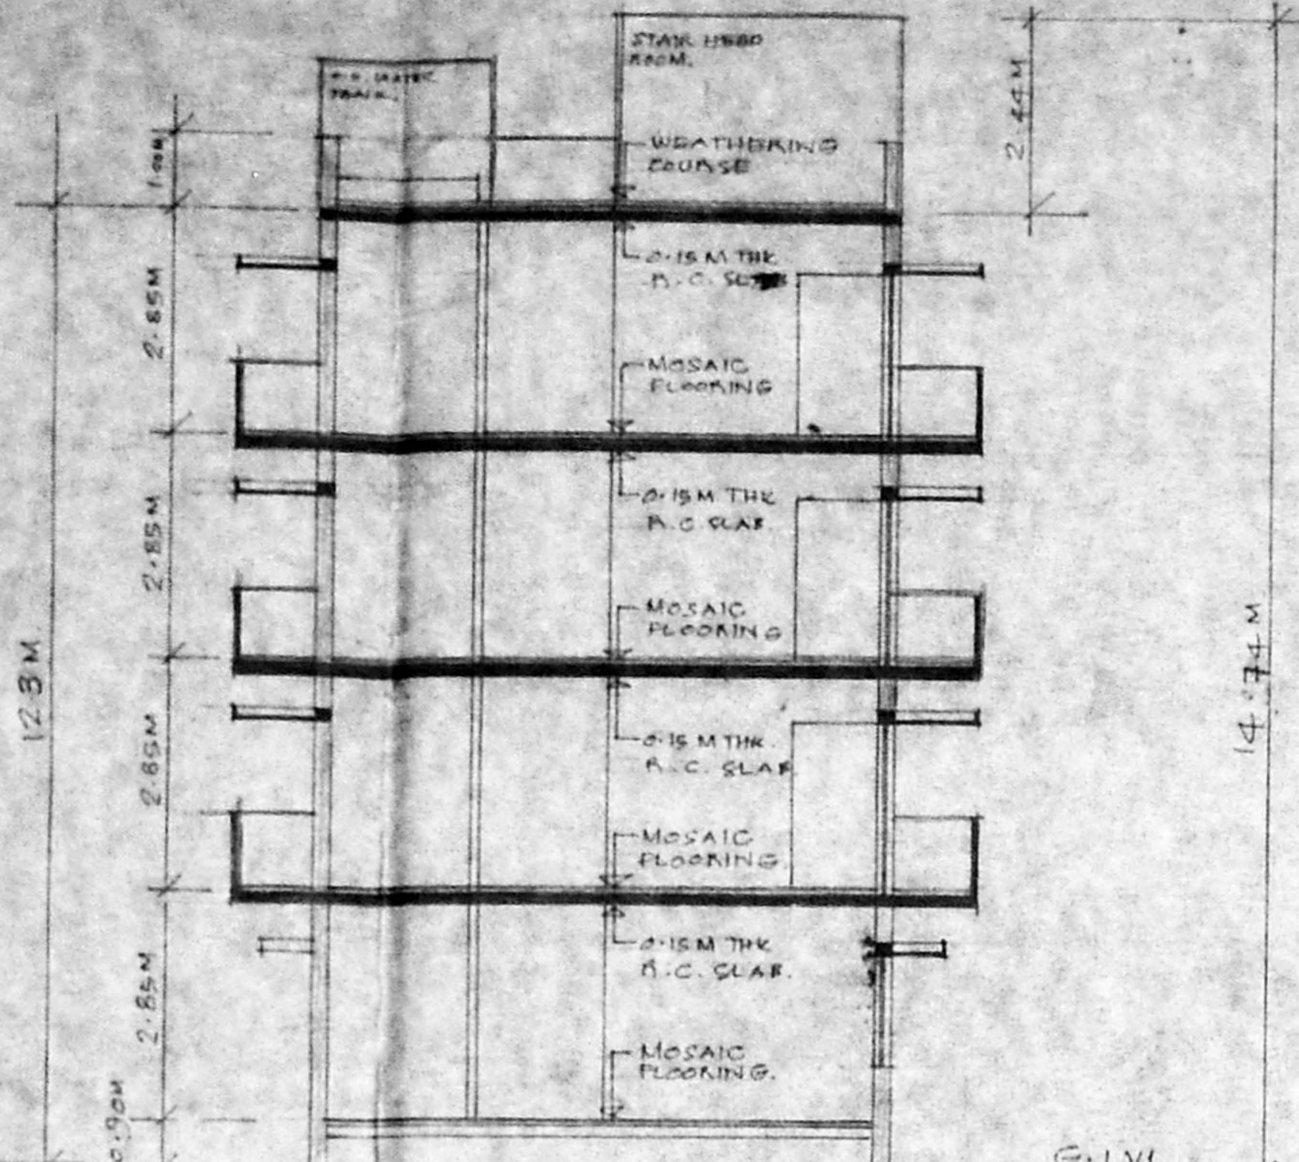 STAIR HEAD
ROOM.
O.H. WATER
TANK.
2.44M
1.00M
WEATHERING
COURSE
0.15 M THK
R.C. SLAB
2.85M
MOSAIC
FLOORING
0.15 M THK
R.C. SLAB
2.85M
MOSAIC
FLOORING
12.3M
14.74M
0.15 M THK.
R.C. SLAB
2.85M
MOSAIC
FLOORING
0.15 M THK
R.C. SLAB.
2.85M
MOSAIC
FLOORING.
0.90M